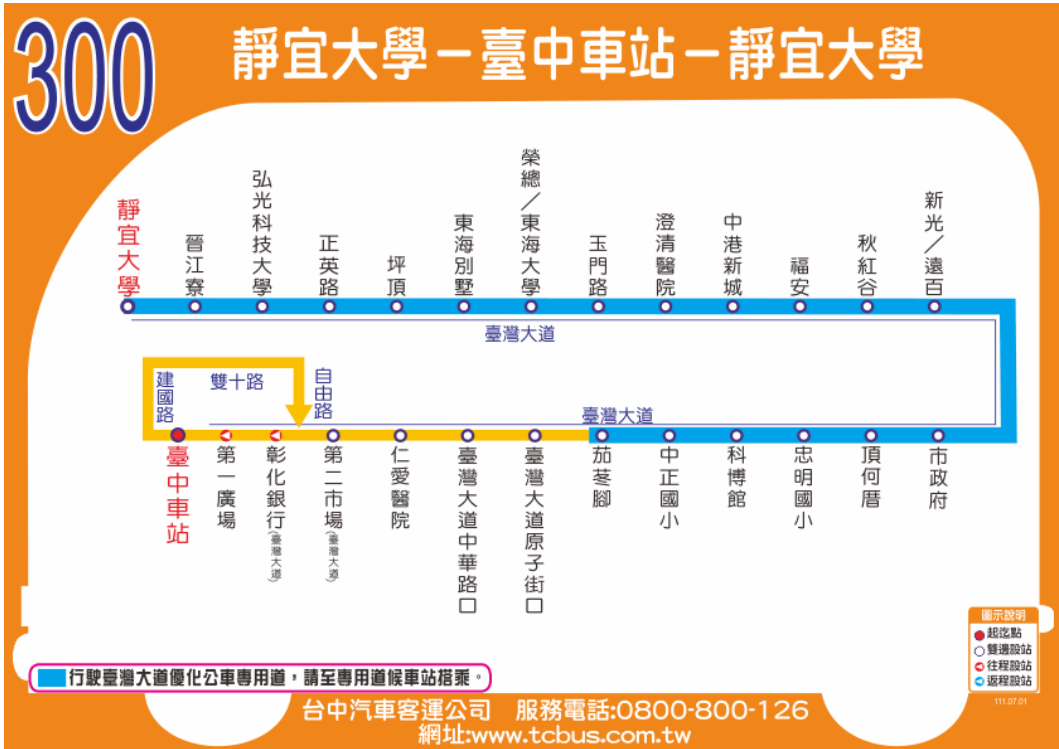 300
靜宜大學－臺中車站－靜宜大學
靜宜大學
晉江寮
弘光科技大學
正英路
坪頂
東海別墅
榮總／東海大學
玉門路
澄清醫院
中港新城
福安
秋紅谷
新光／遠百
臺灣大道
建國路
雙十路
自由路
臺灣大道
臺中車站
第一廣場
彰化銀行(臺灣大道)
第二市場(臺灣大道)
仁愛醫院
臺灣大道中華路口
臺灣大道原子街口
茄苳腳
中正國小
科博館
忠明國小
頂何厝
市政府
圖示說明
起迄點
雙邊設站
往程設站
返程設站
111.07.01
行駛臺灣大道優化公車專用道，請至專用道候車站搭乘。
台中汽車客運公司 服務電話:0800-800-126
網址:www.tcbus.com.tw